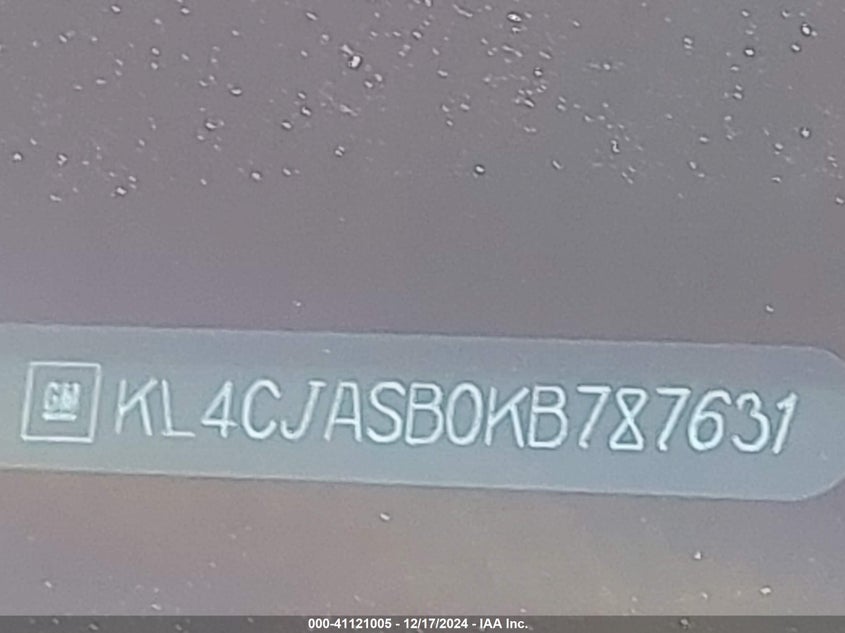 GM KL4CJASB0KB787631
000-41121005 - 12/17/2024 - IAA Inc.